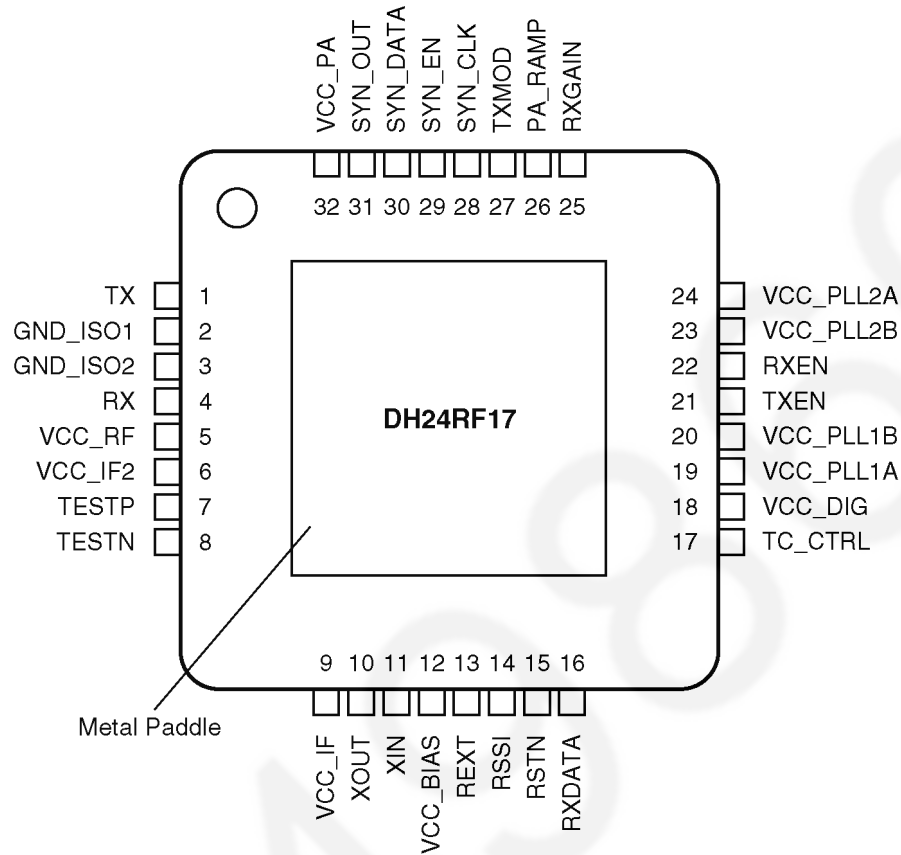 VCC_PA
SYN_OUT
SYN_DATA
SYN_EN
SYN_CLK
TXMOD
PA_RAMP
RXGAIN
32 31 30 29 28 27 26 25
TX 1
GND_ISO1 2
GND_ISO2 3
RX 4
VCC_RF 5
VCC_IF2 6
TESTP 7
TESTN 8
DH24RF17
24 VCC_PLL2A
23 VCC_PLL2B
22 RXEN
21 TXEN
20 VCC_PLL1B
19 VCC_PLL1A
18 VCC_DIG
17 TC_CTRL
9 10 11 12 13 14 15 16
Metal Paddle
VCC_IF
XOUT
XIN
VCC_BIAS
REXT
RSSI
RSTN
RXDATA